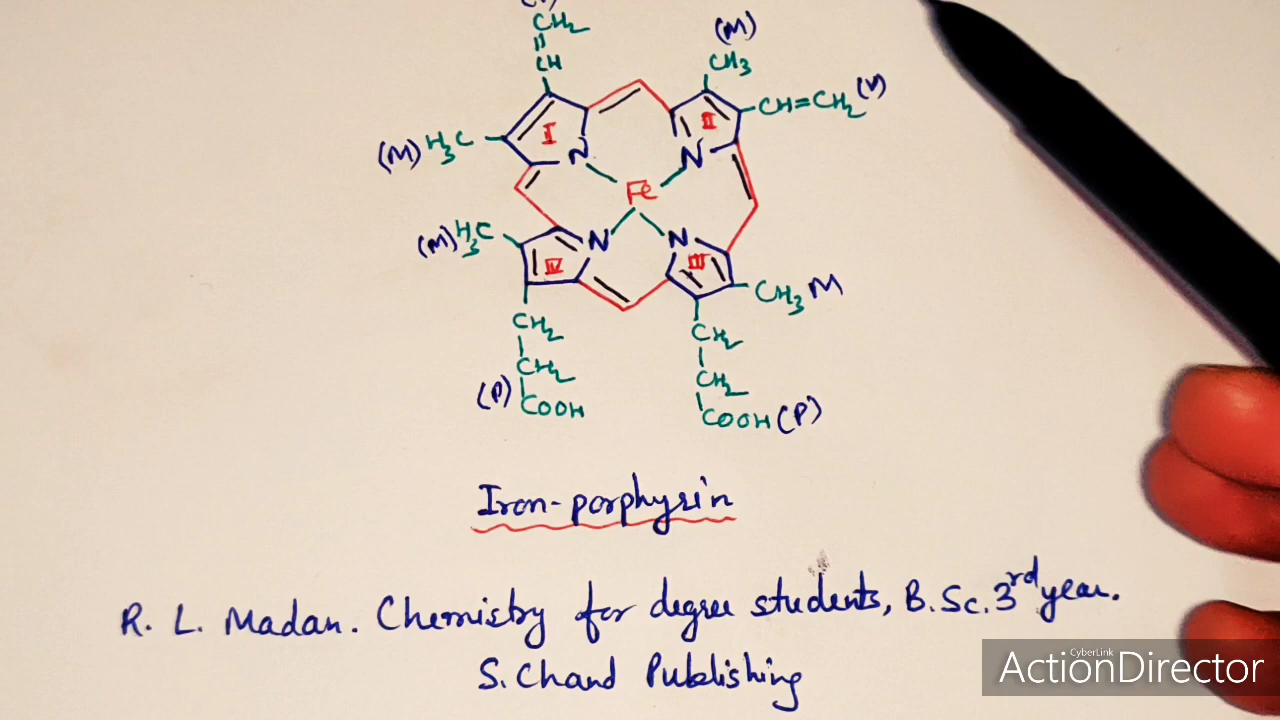 CH2
CH
(M)
CH3
CH=CH2 (V)
I
II
(M) H3C
N
N
Fe
(M) H3C
N
N
IV
III
CH3 M
CH2
CH2
CH2
CH2
(P) COOH
COOH (P)
Iron-porphyrin
R. L. Madan. Chemistry for degree students, B.Sc. 3rd year.
S. Chand Publishing
CyberLink
ActionDirector